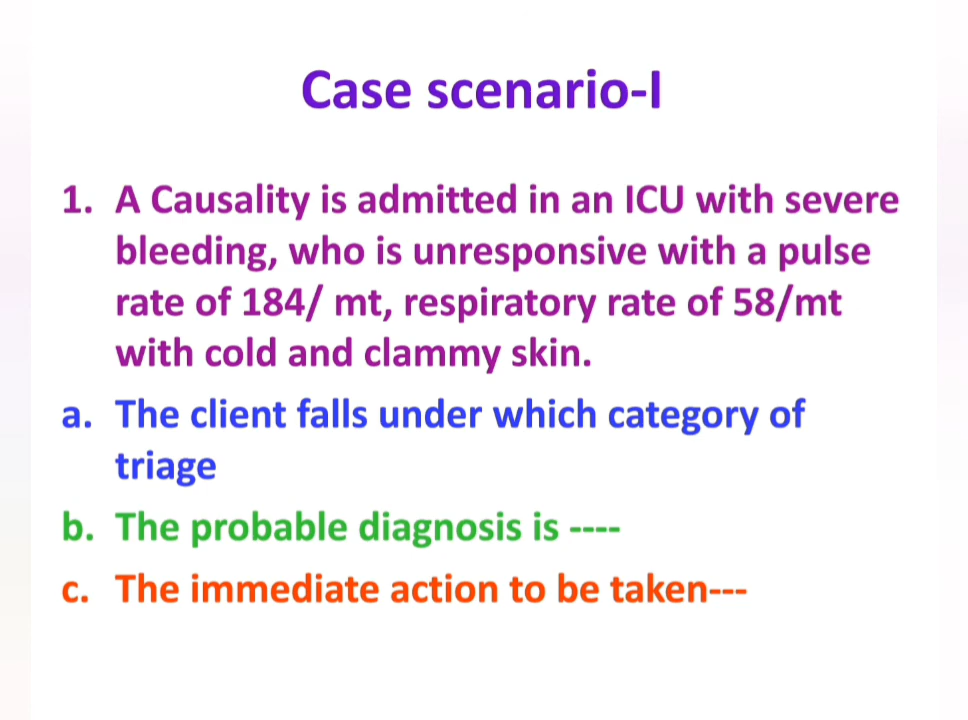 Case scenario-I
1. A Causality is admitted in an ICU with severe
bleeding, who is unresponsive with a pulse
rate of 184/ mt, respiratory rate of 58/mt
with cold and clammy skin.
a. The client falls under which category of
triage
b. The probable diagnosis is ----
c. The immediate action to be taken---